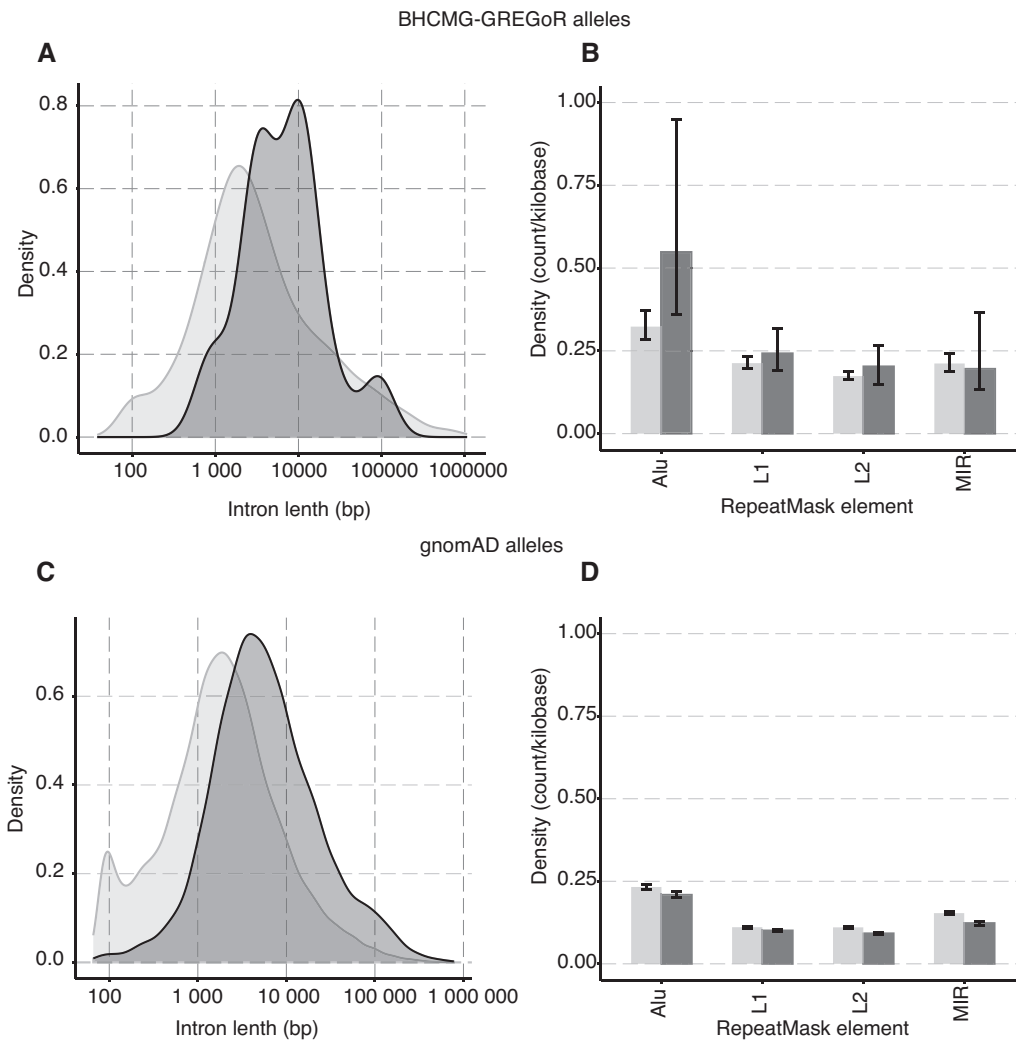 BHCMG-GREGoR alleles
A
B
Density
0.8
0.6
0.4
0.2
0.0
100
1 000
10000
100000
1000000
Intron lenth (bp)
Density (count/kilobase)
1.00
0.75
0.50
0.25
0.00
Alu
L1
L2
MIR
RepeatMask element
gnomAD alleles
C
D
Density
0.6
0.4
0.2
0.0
100
1 000
10 000
100 000
1 000 000
Intron lenth (bp)
Density (count/kilobase)
1.00
0.75
0.50
0.25
0.00
Alu
L1
L2
MIR
RepeatMask element